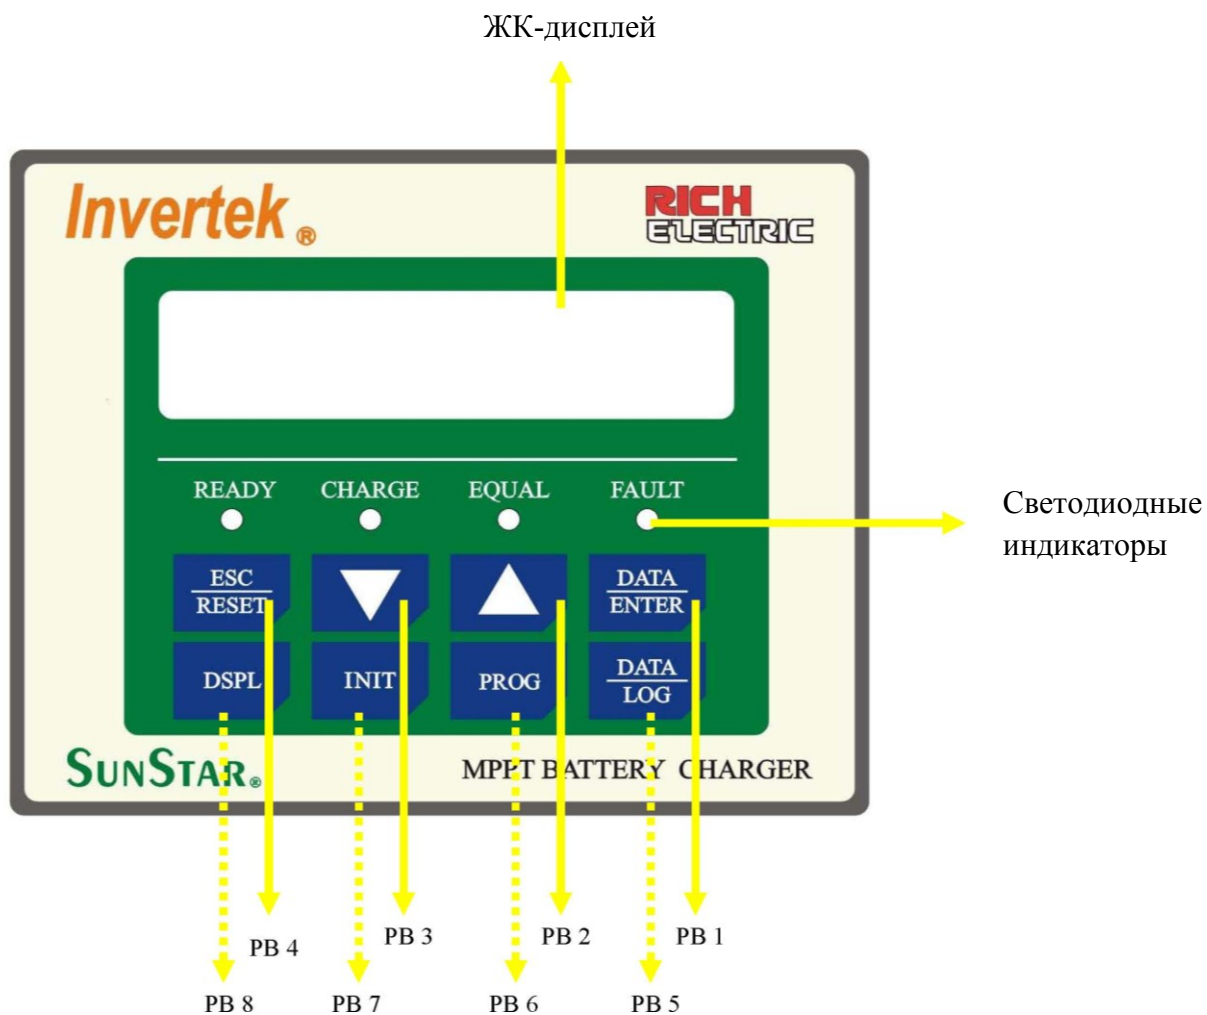 ЖК-дисплей
Invertek ®
RICH
ELECTRIC
READY CHARGE EQUAL FAULT
Светодиодные
индикаторы
ESC
RESET
DATA
ENTER
DSPL
INIT
PROG
DATA
LOG
SUNSTAR®
MPPT BATTERY CHARGER
PB 4
PB 3
PB 2
PB 1
PB 8
PB 7
PB 6
PB 5